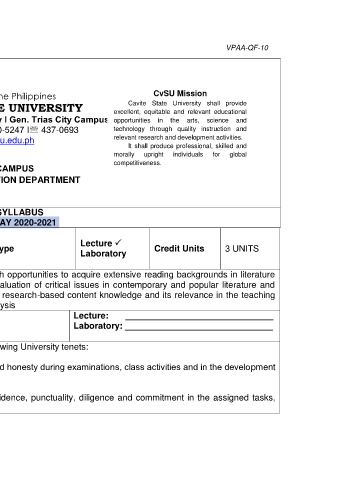 VPAA-QF-10
he Philippines
E UNIVERSITY
y l Gen. Trias City Campus
0-5247 I☏ 437-0693
u.edu.ph
CAMPUS
TION DEPARTMENT
CvSU Mission
Cavite State University shall provide
excellent, equitable and relevant educational
opportunities in the arts, science and
technology through quality instruction and
relevant research and development activities.
It shall produce professional, skilled and
morally upright individuals for global
competitiveness.
SYLLABUS
AY 2020-2021
ype
Lecture ✓
Laboratory
Credit Units
3 UNITS
h opportunities to acquire extensive reading backgrounds in literature
valuation of critical issues in contemporary and popular literature and
research-based content knowledge and its relevance in the teaching
ysis
Lecture:
Laboratory:
wing University tenets:
d honesty during examinations, class activities and in the development
idence, punctuality, diligence and commitment in the assigned tasks,